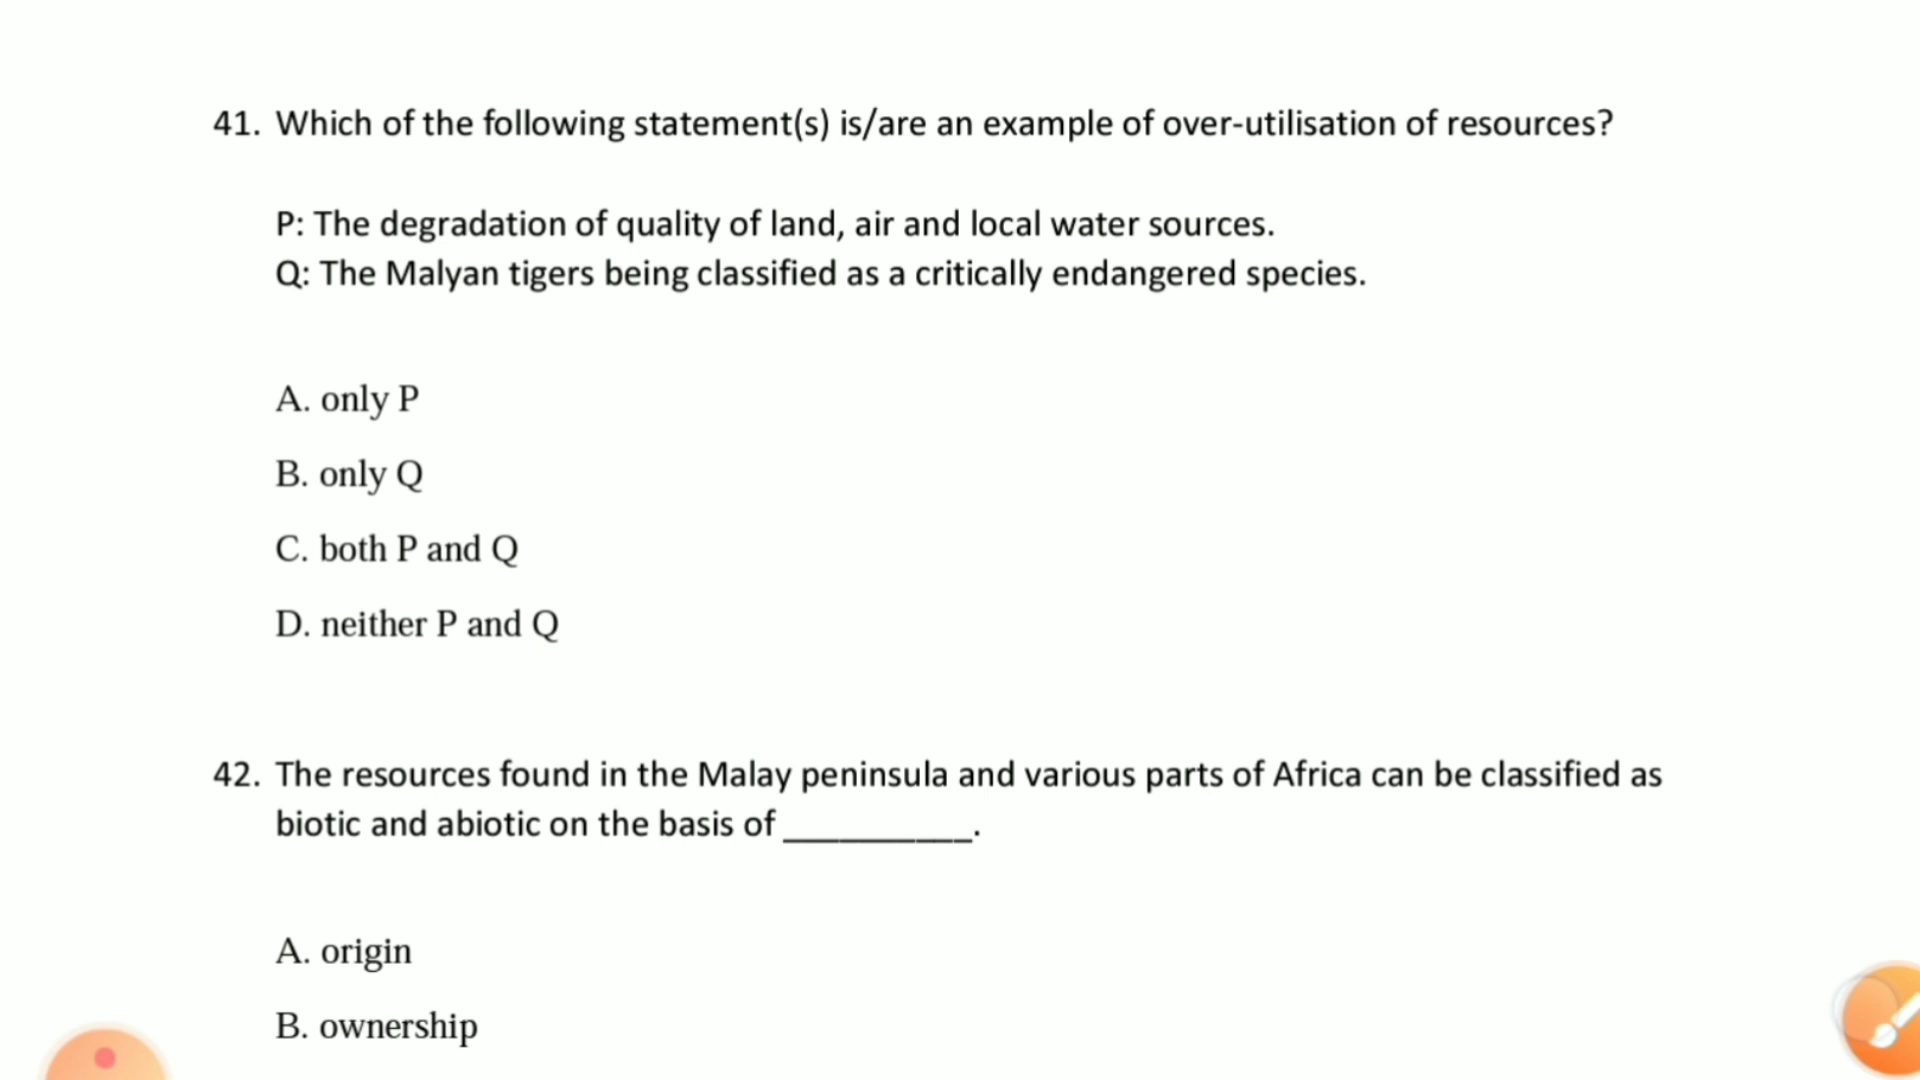 41. Which of the following statement(s) is/are an example of over-utilisation of resources?
P: The degradation of quality of land, air and local water sources.
Q: The Malyan tigers being classified as a critically endangered species.
A. only P
B. only Q
C. both P and Q
D. neither P and Q
42. The resources found in the Malay peninsula and various parts of Africa can be classified as
biotic and abiotic on the basis of __________.
A. origin
B. ownership